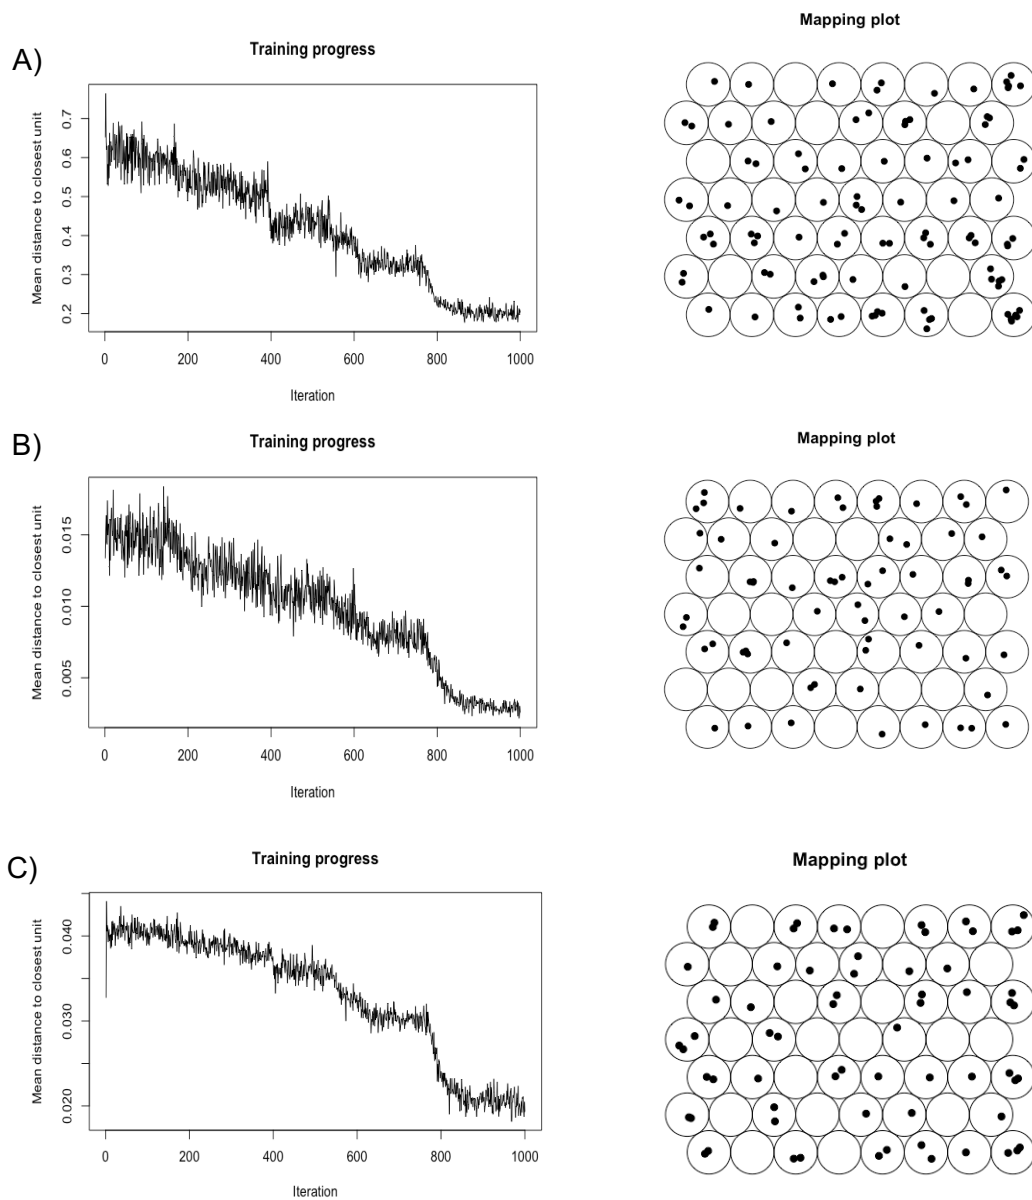 Mapping plot
A)
Training progress
Mean distance to closest unit
0.7
0.6
0.5
0.4
0.3
0.2
0 200 400 600 800 1000
Iteration
B)
Training progress
Mapping plot
Mean distance to closest unit
0.015
0.010
0.005
0 200 400 600 800 1000
Iteration
C)
Training progress
Mapping plot
Mean distance to closest unit
0.040
0.030
0.020
0 200 400 600 800 1000
Iteration